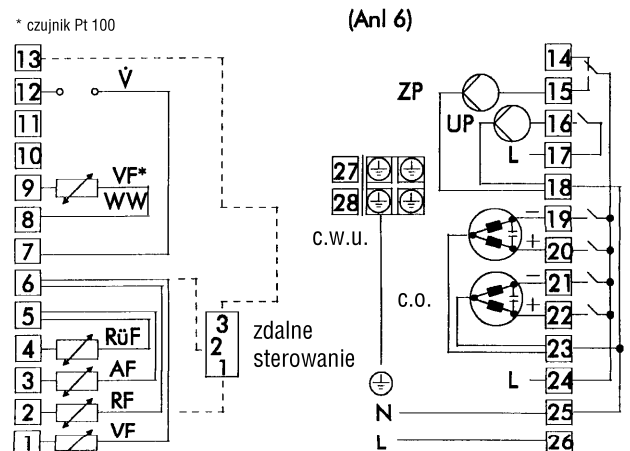 * czujnik Pt 100
(Anl 6)
13
12
V̇
11
10
9
VF*
WW
8
7
6
5
4
RüF
3
AF
2
RF
1
VF
3
2
1
zdalne
sterowanie
27
28
c.w.u.
c.o.
N
L
ZP
UP
L
L
14
15
16
17
18
19
−
20
+
21
−
22
+
23
24
25
26